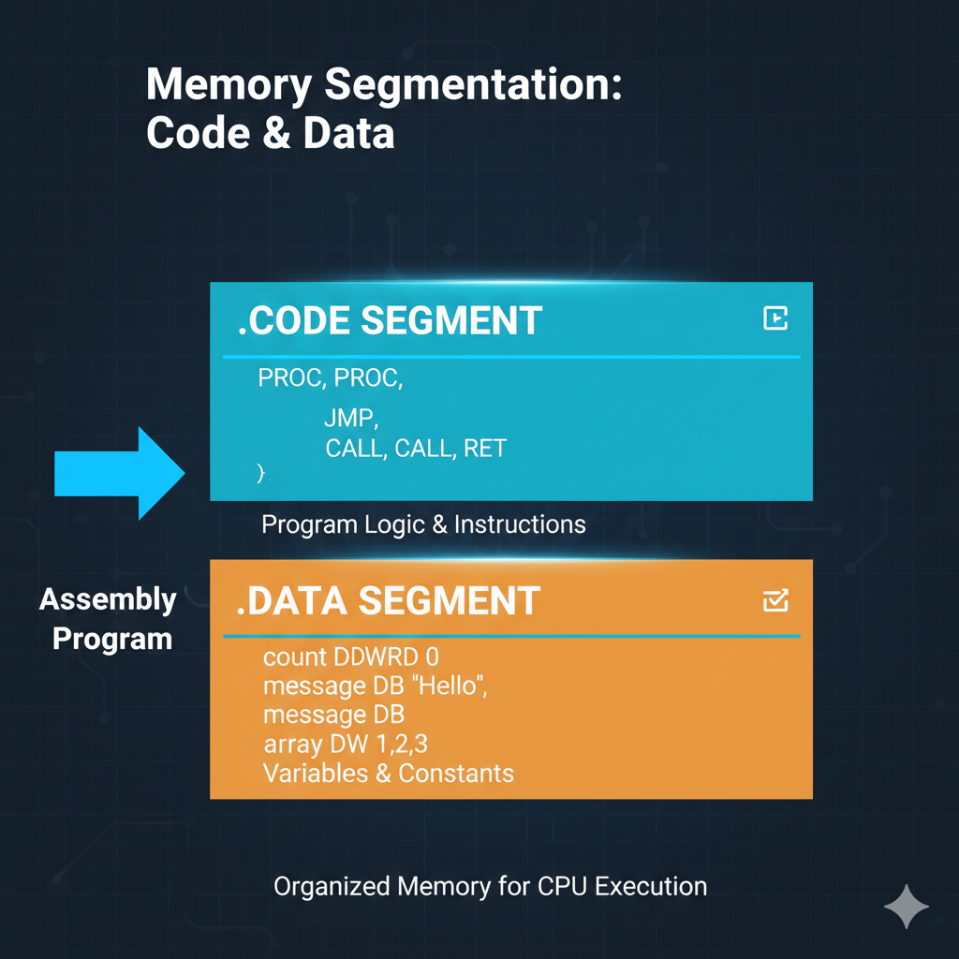 Memory Segmentation:
Code & Data
.CODE SEGMENT
PROC, PROC,
JMP,
CALL, CALL, RET
}
Program Logic & Instructions
Assembly
Program
.DATA SEGMENT
count DDWRD 0
message DB "Hello",
message DB
array DW 1,2,3
Variables & Constants
Organized Memory for CPU Execution